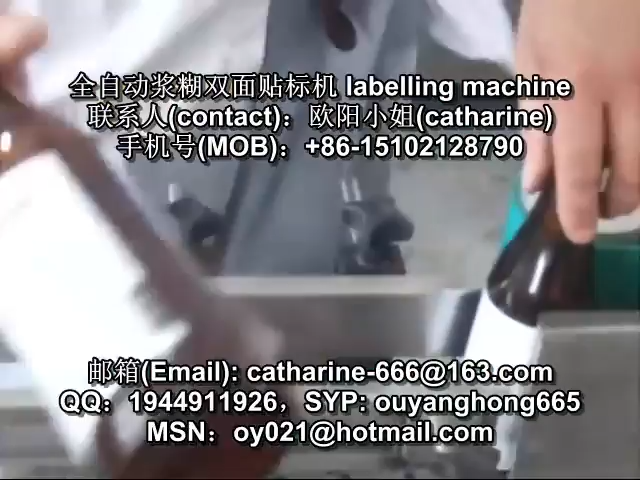 全自动浆糊双面贴标机 labelling machine
联系人(contact)：欧阳小姐(catharine)
手机号(MOB)：+86-15102128790
邮箱(Email): catharine-666@163.com
QQ：1944911926，SYP: ouyanghong665
MSN：oy021@hotmail.com